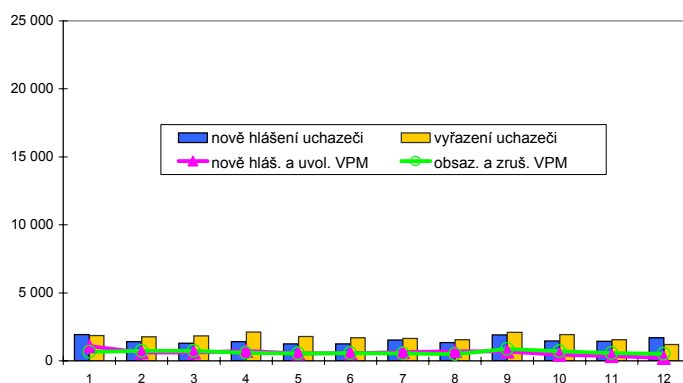 25 000
20 000
15 000
10 000
5 000
0
nově hlášení uchazeči vyřazení uchazeči
nově hláš. a uvol. VPM obsaz. a zruš. VPM
1 2 3 4 5 6 7 8 9 10 11 12